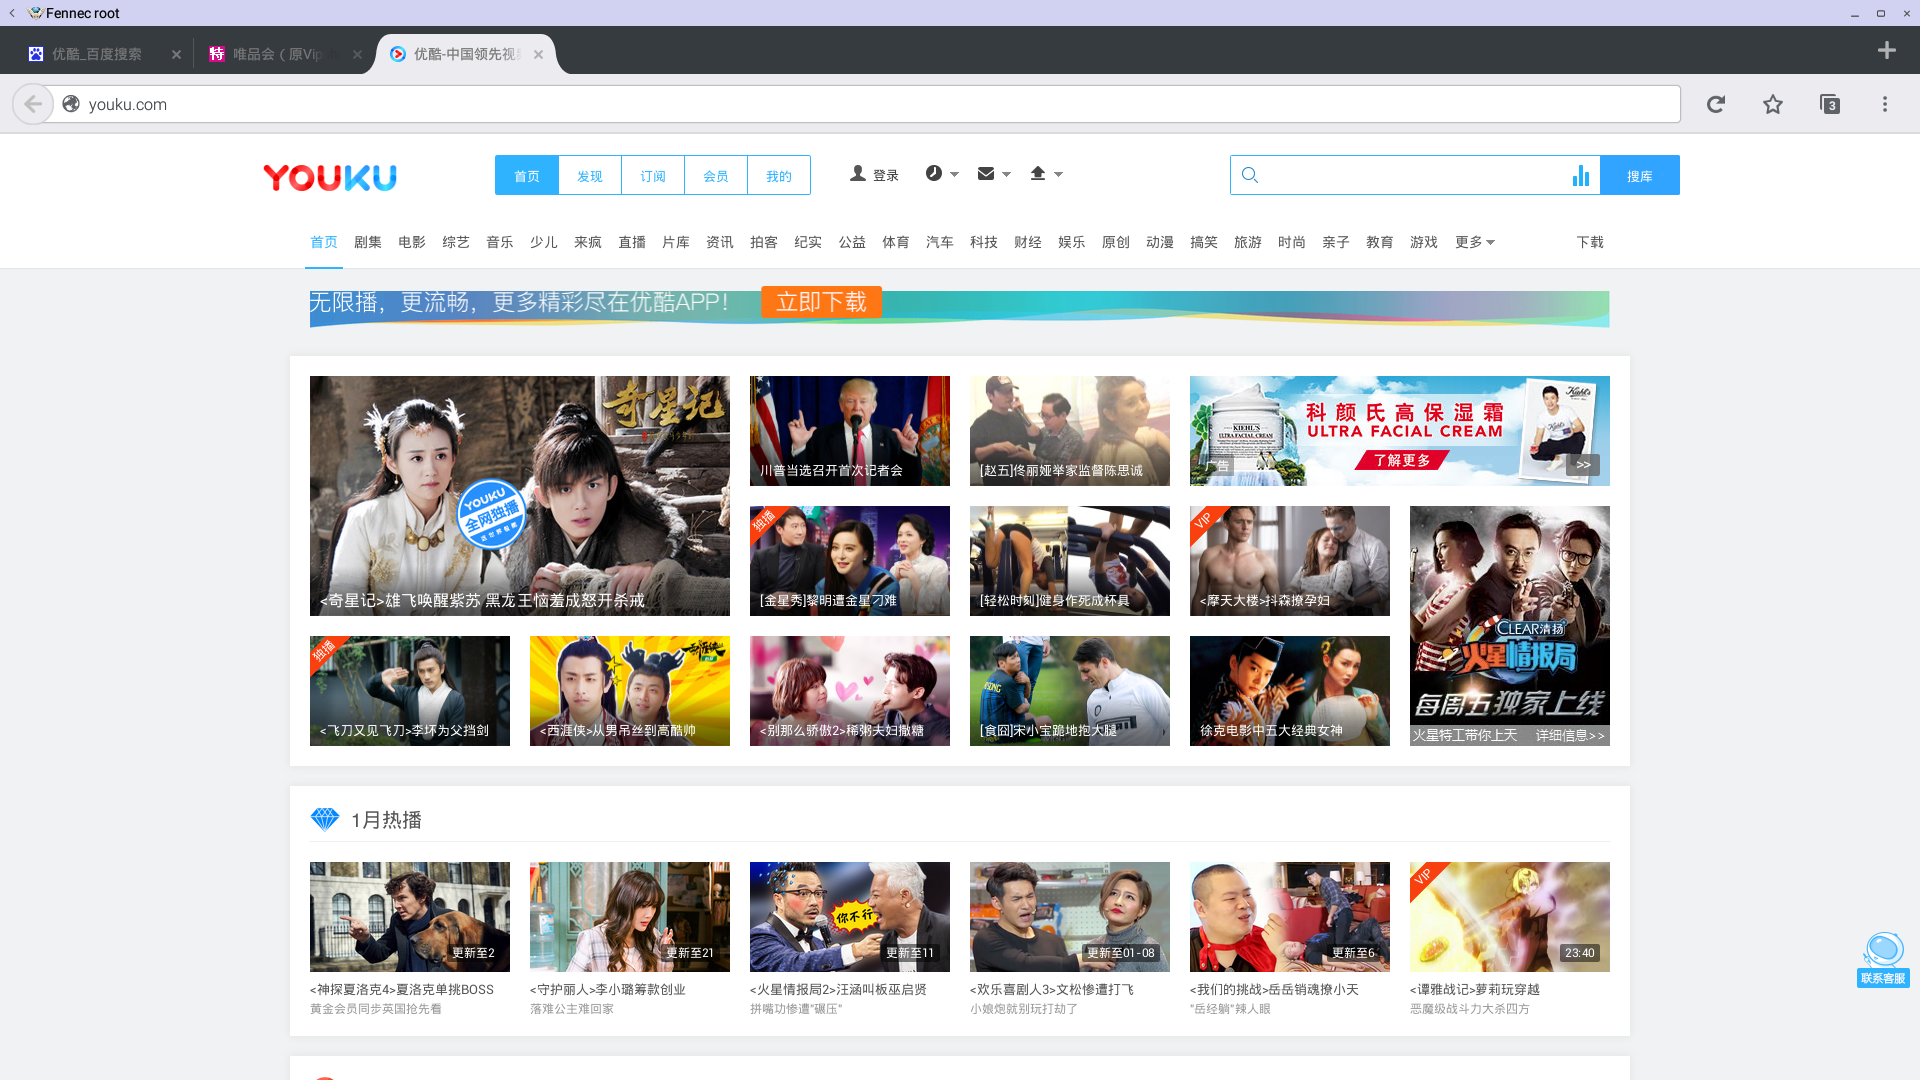 Fennec root
优酷_百度搜索
唯品会（原Vip
优酷-中国领先视频
youku.com
3
YOUKU
首页 发现 订阅 会员 我的
登录
搜库
首页 剧集 电影 综艺 音乐 少儿 来疯 直播 片库 资讯 拍客 纪实 公益 体育 汽车 科技 财经 娱乐 原创 动漫 搞笑 旅游 时尚 亲子 教育 游戏 更多 下载
无限播，更流畅，更多精彩尽在优酷APP！ 立即下载
奇星记
YOUKU
全网独播
<奇星记>雄飞唤醒紫苏 黑龙王恼羞成怒开杀戒
川普当选召开首次记者会
[赵五]佟丽娅举家监督陈思诚
KIEHL'S
ULTRA FACIAL CREAM
科颜氏高保湿霜
ULTRA FACIAL CREAM
了解更多
Kiehl's
广告
>>
独播
[金星秀]黎明遭金星刁难
[轻松时刻]健身作死成杯具
VIP
<摩天大楼>抖森撩孕妇
CLEAR清扬
火星情报局
每周五独家上线
火星特工带你上天 详细信息>>
独播
<飞刀又见飞刀>李坏为父挡剑
<西涯侠>从男吊丝到高酷帅
<别那么骄傲2>稀粥夫妇撒糖
[食囧]宋小宝跪地抱大腿
徐克电影中五大经典女神
1月热播
更新至2
更新至21
你不行
更新至11
更新至01-08
更新至6
VIP
23:40
<神探夏洛克4>夏洛克单挑BOSS
黄金会员同步英国抢先看
<守护丽人>李小璐筹款创业
落难公主难回家
<火星情报局2>汪涵叫板巫启贤
拼嘴功惨遭"碾压"
<欢乐喜剧人3>文松惨遭打飞
小娘炮就别玩打劫了
<我们的挑战>岳岳销魂撩小天
"岳经躺"辣人眼
<谭雅战记>萝莉玩穿越
恶魔级战斗力大杀四方
联系客服